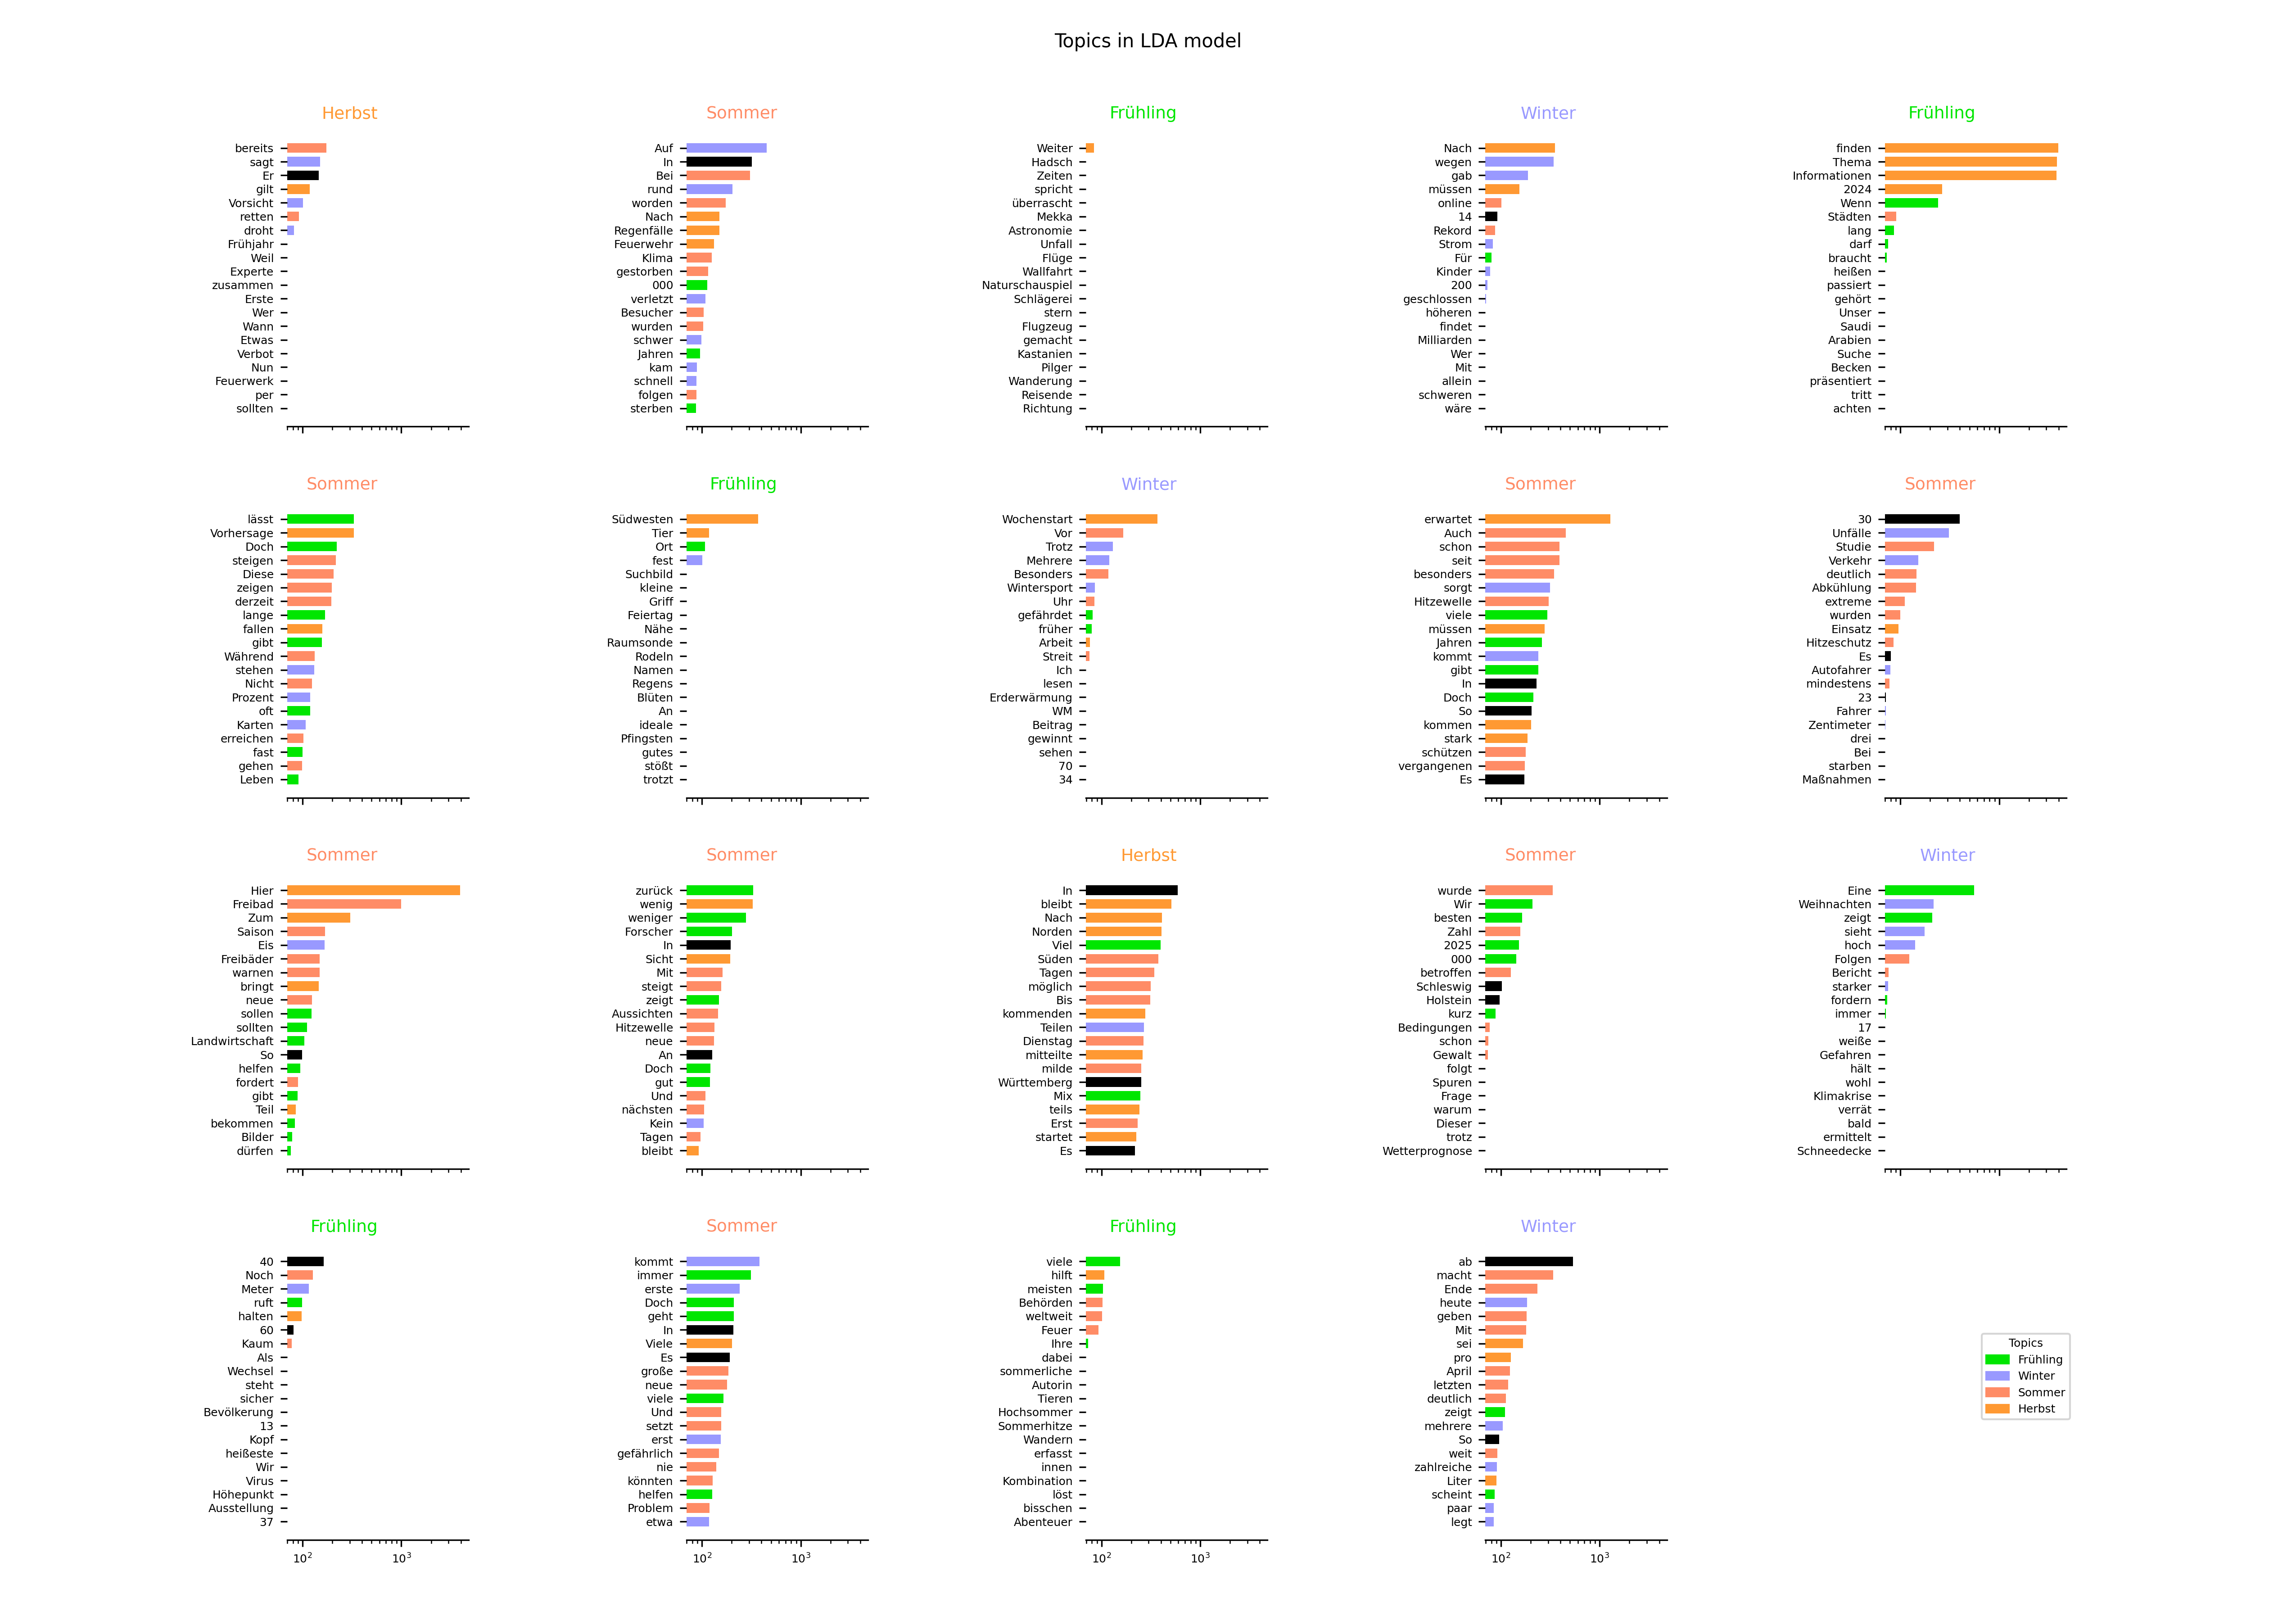 Topics in LDA model
Herbst
bereits
sagt
Er
gilt
Vorsicht
retten
droht
Frühjahr
Weil
Experte
zusammen
Erste
Wer
Wann
Etwas
Verbot
Nun
Feuerwerk
per
sollten
Sommer
Auf
In
Bei
rund
worden
Nach
Regenfälle
Feuerwehr
Klima
gestorben
000
verletzt
Besucher
wurden
schwer
Jahren
kam
schnell
folgen
sterben
Frühling
Weiter
Hadsch
Zeiten
spricht
überrascht
Mekka
Astronomie
Unfall
Flüge
Wallfahrt
Naturschauspiel
Schlägerei
stern
Flugzeug
gemacht
Kastanien
Pilger
Wanderung
Reisende
Richtung
Winter
Nach
wegen
gab
müssen
online
14
Rekord
Strom
Für
Kinder
200
geschlossen
höheren
findet
Milliarden
Wer
Mit
allein
schweren
wäre
Frühling
finden
Thema
Informationen
2024
Wenn
Städten
lang
darf
braucht
heißen
passiert
gehört
Unser
Saudi
Arabien
Suche
Becken
präsentiert
tritt
achten
Sommer
lässt
Vorhersage
Doch
steigen
Diese
zeigen
derzeit
lange
fallen
gibt
Während
stehen
Nicht
Prozent
oft
Karten
erreichen
fast
gehen
Leben
Frühling
Südwesten
Tier
Ort
fest
Suchbild
kleine
Griff
Feiertag
Nähe
Raumsonde
Rodeln
Namen
Regens
Blüten
An
ideale
Pfingsten
gutes
stößt
trotzt
Winter
Wochenstart
Vor
Trotz
Mehrere
Besonders
Wintersport
Uhr
gefährdet
früher
Arbeit
Streit
Ich
lesen
Erderwärmung
WM
Beitrag
gewinnt
sehen
70
34
Sommer
erwartet
Auch
schon
seit
besonders
sorgt
Hitzewelle
viele
müssen
Jahren
kommt
gibt
In
Doch
So
kommen
stark
schützen
vergangenen
Es
Sommer
30
Unfälle
Studie
Verkehr
deutlich
Abkühlung
extreme
wurden
Einsatz
Hitzeschutz
Es
Autofahrer
mindestens
23
Fahrer
Zentimeter
drei
Bei
starben
Maßnahmen
Sommer
Hier
Freibad
Zum
Saison
Eis
Freibäder
warnen
bringt
neue
sollen
sollten
Landwirtschaft
So
helfen
fordert
gibt
Teil
bekommen
Bilder
dürfen
Sommer
zurück
wenig
weniger
Forscher
In
Sicht
Mit
steigt
zeigt
Aussichten
Hitzewelle
neue
An
Doch
gut
Und
nächsten
Kein
Tagen
bleibt
Herbst
In
bleibt
Nach
Norden
Viel
Süden
Tagen
möglich
Bis
kommenden
Teilen
Dienstag
mitteilte
milde
Württemberg
Mix
teils
Erst
startet
Es
Sommer
wurde
Wir
besten
Zahl
2025
000
betroffen
Schleswig
Holstein
kurz
Bedingungen
schon
Gewalt
folgt
Spuren
Frage
warum
Dieser
trotz
Wetterprognose
Winter
Eine
Weihnachten
zeigt
sieht
hoch
Folgen
Bericht
starker
fordern
immer
17
weiße
Gefahren
hält
wohl
Klimakrise
verrät
bald
ermittelt
Schneedecke
Frühling
40
Noch
Meter
ruft
halten
60
Kaum
Als
Wechsel
steht
sicher
Bevölkerung
13
Kopf
heißeste
Wir
Virus
Höhepunkt
Ausstellung
37
10² 10³
Sommer
kommt
immer
erste
Doch
geht
In
Viele
Es
große
neue
viele
Und
setzt
erst
gefährlich
nie
könnten
helfen
Problem
etwa
10² 10³
Frühling
viele
hilft
meisten
Behörden
weltweit
Feuer
Ihre
dabei
sommerliche
Autorin
Tieren
Hochsommer
Sommerhitze
Wandern
erfasst
innen
Kombination
löst
bisschen
Abenteuer
10² 10³
Winter
ab
macht
Ende
heute
geben
Mit
sei
pro
April
letzten
deutlich
zeigt
mehrere
So
weit
zahlreiche
Liter
scheint
paar
legt
10² 10³
Topics
Frühling
Winter
Sommer
Herbst